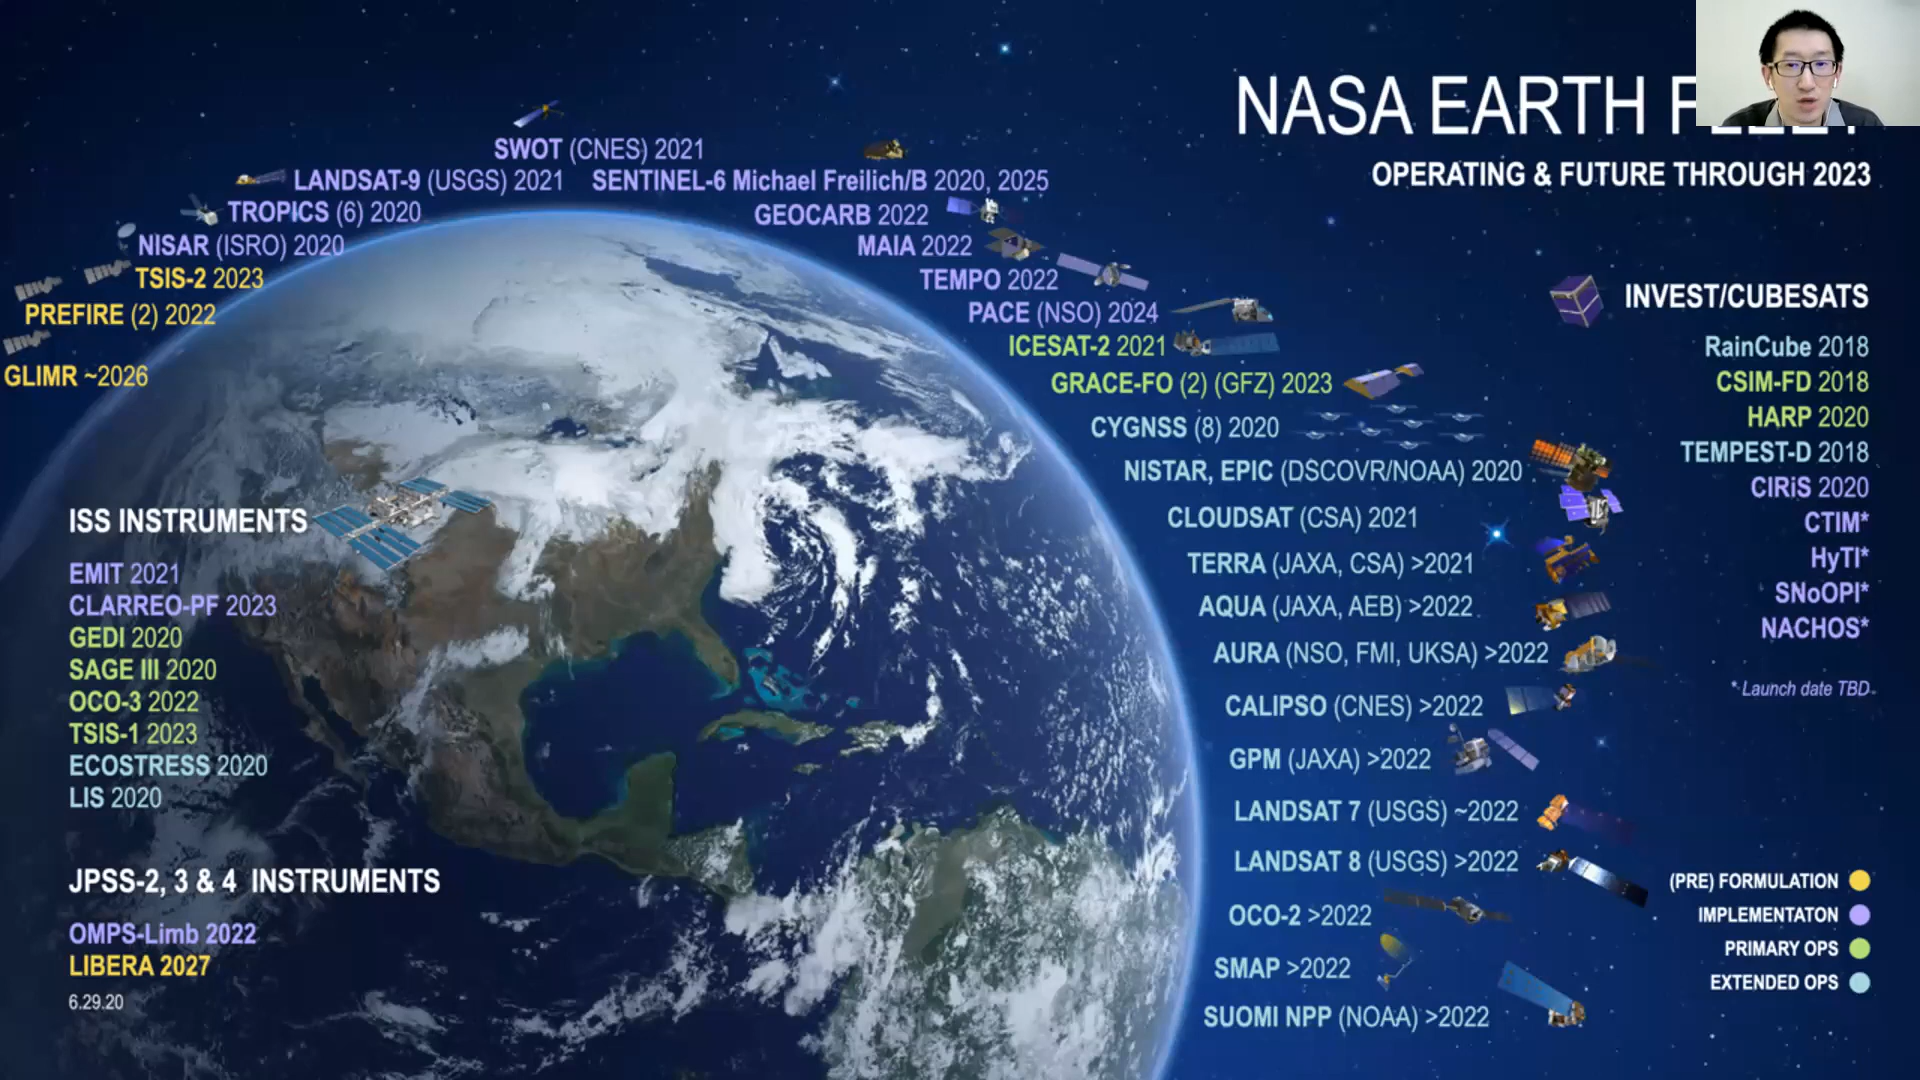 NASA EARTH FLEET
OPERATING & FUTURE THROUGH 2023
SWOT (CNES) 2021
LANDSAT-9 (USGS) 2021
SENTINEL-6 Michael Freilich/B 2020, 2025
TROPICS (6) 2020
GEOCARB 2022
NISAR (ISRO) 2020
MAIA 2022
TSIS-2 2023
TEMPO 2022
PREFIRE (2) 2022
PACE (NSO) 2024
GLIMR ~2026
ICESAT-2 2021
GRACE-FO (2) (GFZ) 2023
CYGNSS (8) 2020
NISTAR, EPIC (DSCOVR/NOAA) 2020
CLOUDSAT (CSA) 2021
TERRA (JAXA, CSA) >2021
AQUA (JAXA, AEB) >2022
AURA (NSO, FMI, UKSA) >2022
CALIPSO (CNES) >2022
GPM (JAXA) >2022
LANDSAT 7 (USGS) ~2022
LANDSAT 8 (USGS) >2022
OCO-2 >2022
SMAP >2022
SUOMI NPP (NOAA) >2022
INVEST/CUBESATS
RainCube 2018
CSIM-FD 2018
HARP 2020
TEMPEST-D 2018
CIRiS 2020
CTIM*
HyTI*
SNoOPI*
NACHOS*
* Launch date TBD
ISS INSTRUMENTS
EMIT 2021
CLARREO-PF 2023
GEDI 2020
SAGE III 2020
OCO-3 2022
TSIS-1 2023
ECOSTRESS 2020
LIS 2020
JPSS-2, 3 & 4 INSTRUMENTS
OMPS-Limb 2022
LIBERA 2027
6.29.20
(PRE) FORMULATION
IMPLEMENTATON
PRIMARY OPS
EXTENDED OPS